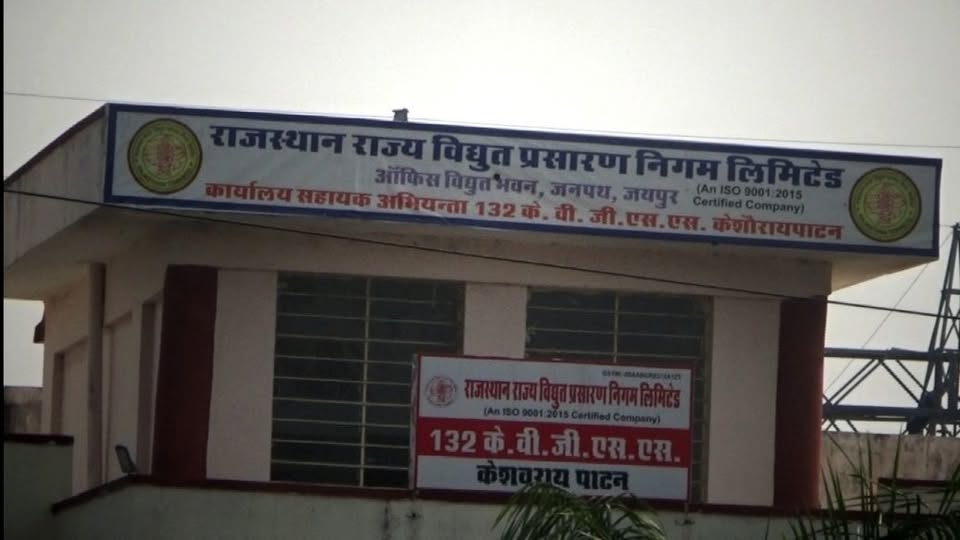 राजस्थान राज्य विद्युत प्रसारण निगम लिमिटेड
ऑफिस विद्युत भवन, जनपथ, जयपुर (An ISO 9001:2015 Certified Company)
कार्यालय सहायक अभियन्ता 132 के. वी. जी.एस.एस. केशोरायपाटन
राजस्थान राज्य विद्युत प्रसारण निगम लिमिटेड
(An ISO 9001:2015 Certified Company)
132 के.वी.जी.एस.एस.
केशवराय पाटन